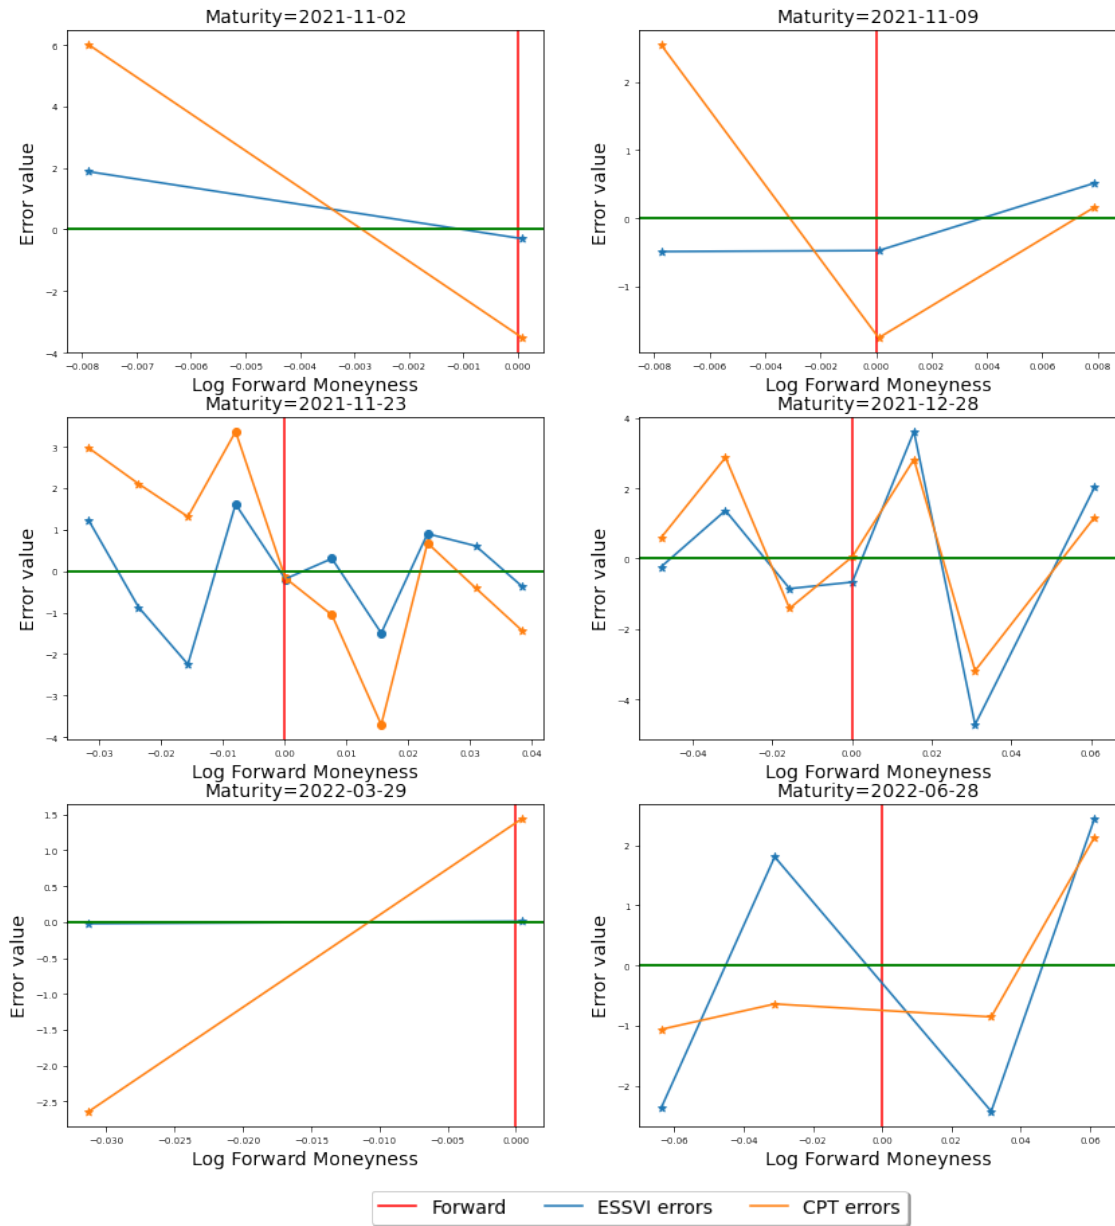 Maturity=2021-11-02
6
4
2
0
−2
−4
Error value
−0.008 −0.007 −0.006 −0.005 −0.004 −0.003 −0.002 −0.001 0.000
Log Forward Moneyness
Maturity=2021-11-09
2
1
0
−1
Error value
−0.008 −0.006 −0.004 −0.002 0.000 0.002 0.004 0.006 0.008
Log Forward Moneyness
Maturity=2021-11-23
3
2
1
0
−1
−2
−3
−4
Error value
−0.03 −0.02 −0.01 0.00 0.01 0.02 0.03 0.04
Log Forward Moneyness
Maturity=2021-12-28
4
2
0
−2
−4
Error value
−0.04 −0.02 0.00 0.02 0.04 0.06
Log Forward Moneyness
Maturity=2022-03-29
1.5
1.0
0.5
0.0
−0.5
−1.0
−1.5
−2.0
−2.5
Error value
−0.030 −0.025 −0.020 −0.015 −0.010 −0.005 0.000
Log Forward Moneyness
Maturity=2022-06-28
2
1
0
−1
−2
Error value
−0.06 −0.04 −0.02 0.00 0.02 0.04 0.06
Log Forward Moneyness
Forward ESSVI errors CPT errors